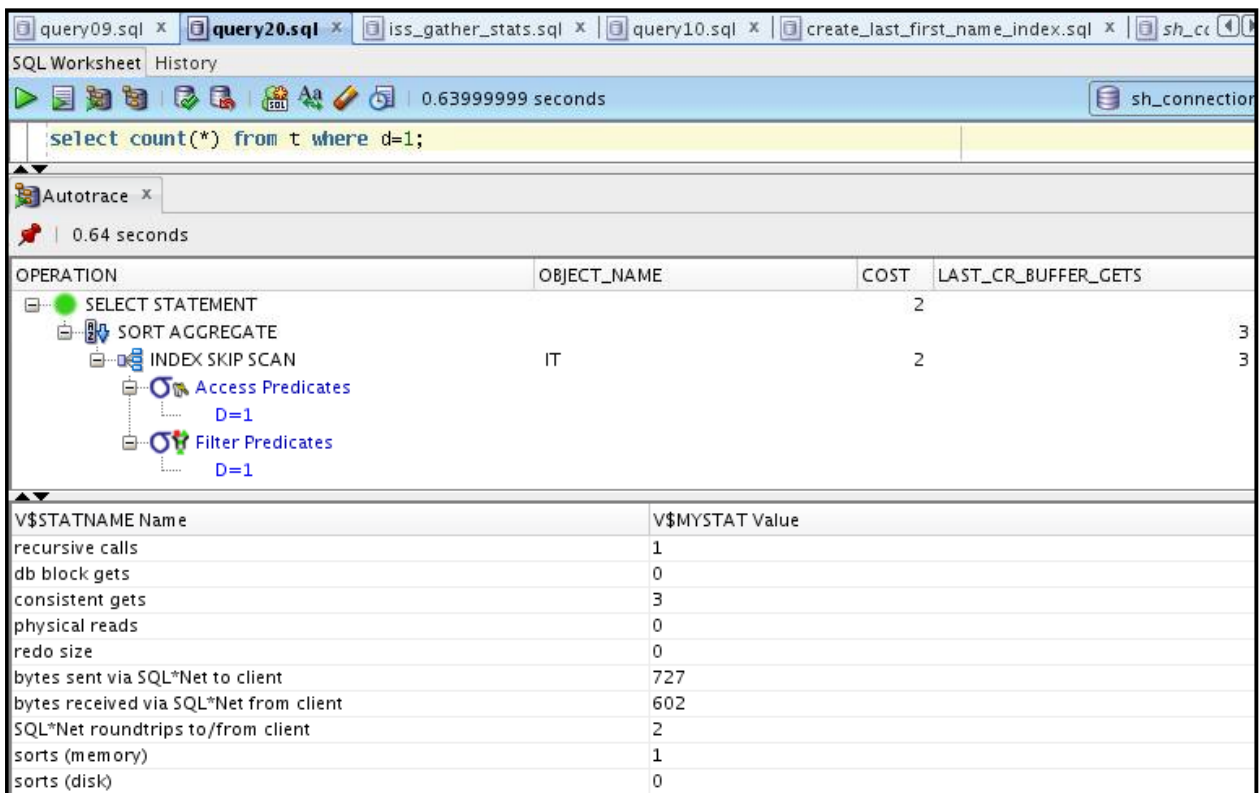 query09.sql x query20.sql x iss_gather_stats.sql x query10.sql x create_last_first_name_index.sql x
SQL Worksheet History
0.63999999 seconds sh_connection
select count(*) from t where d=1;
Autotrace x
0.64 seconds
OPERATION OBJECT_NAME COST LAST_CR_BUFFER_GETS
SELECT STATEMENT 2
SORT AGGREGATE 3
INDEX SKIP SCAN IT 2 3
Access Predicates
D=1
Filter Predicates
D=1
V$STATNAME Name V$MYSTAT Value
recursive calls 1
db block gets 0
consistent gets 3
physical reads 0
redo size 0
bytes sent via SQL*Net to client 727
bytes received via SQL*Net from client 602
SQL*Net roundtrips to/from client 2
sorts (memory) 1
sorts (disk) 0